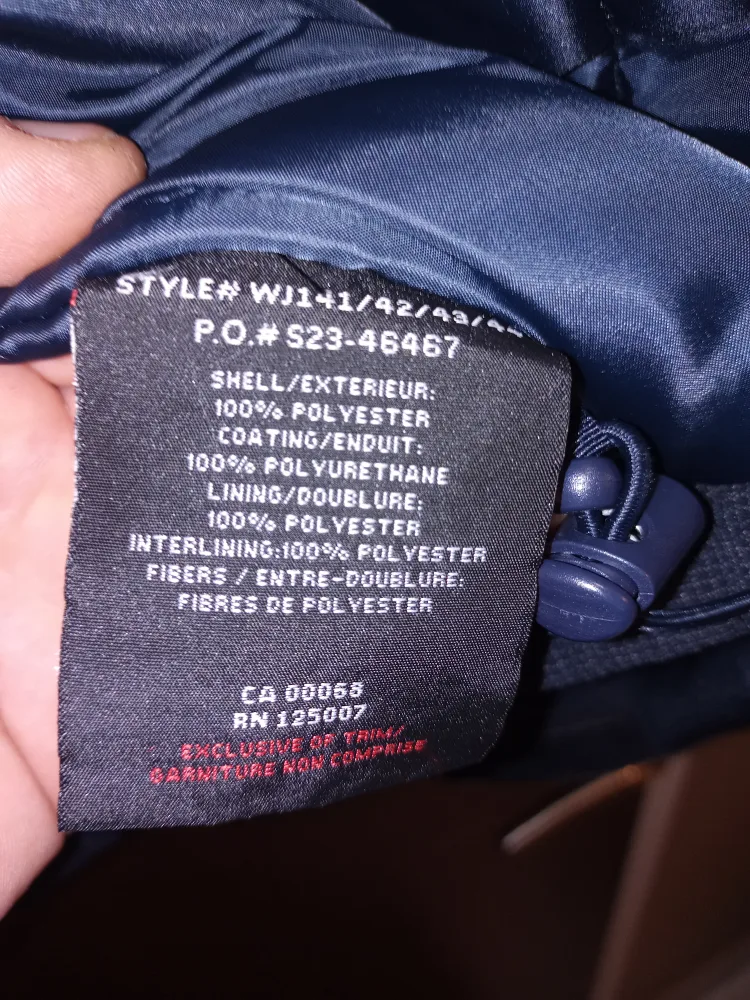 STYLE# WJ141/42/43/44
P.O.# S23-46467
SHELL/EXTERIEUR:
100% POLYESTER
COATING/ENDUIT:
100% POLYURETHANE
LINING/DOUBLURE:
100% POLYESTER
INTERLINING:100% POLYESTER
FIBERS / ENTRE-DOUBLURE:
FIBRES DE POLYESTER
CA 00068
RN 125007
EXCLUSIVE OF TRIM/
GARNITURE NON COMPRISE